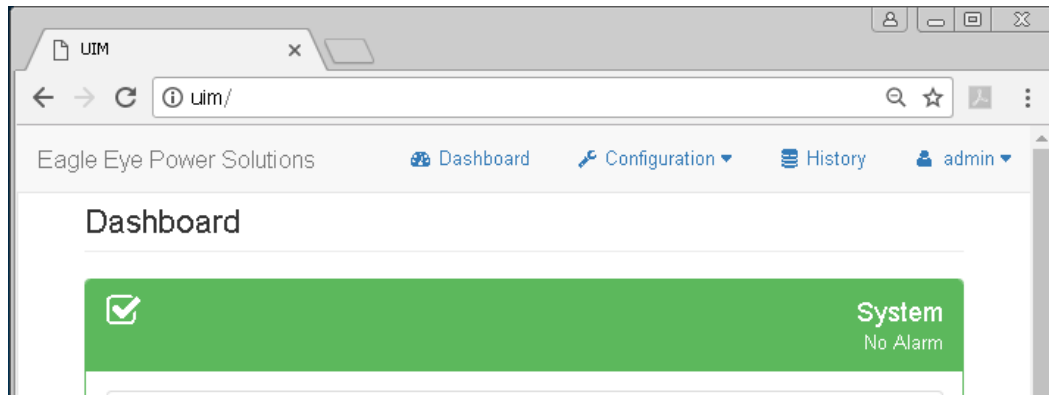 UIM
uim/
Eagle Eye Power Solutions Dashboard Configuration History admin
Dashboard
System
No Alarm